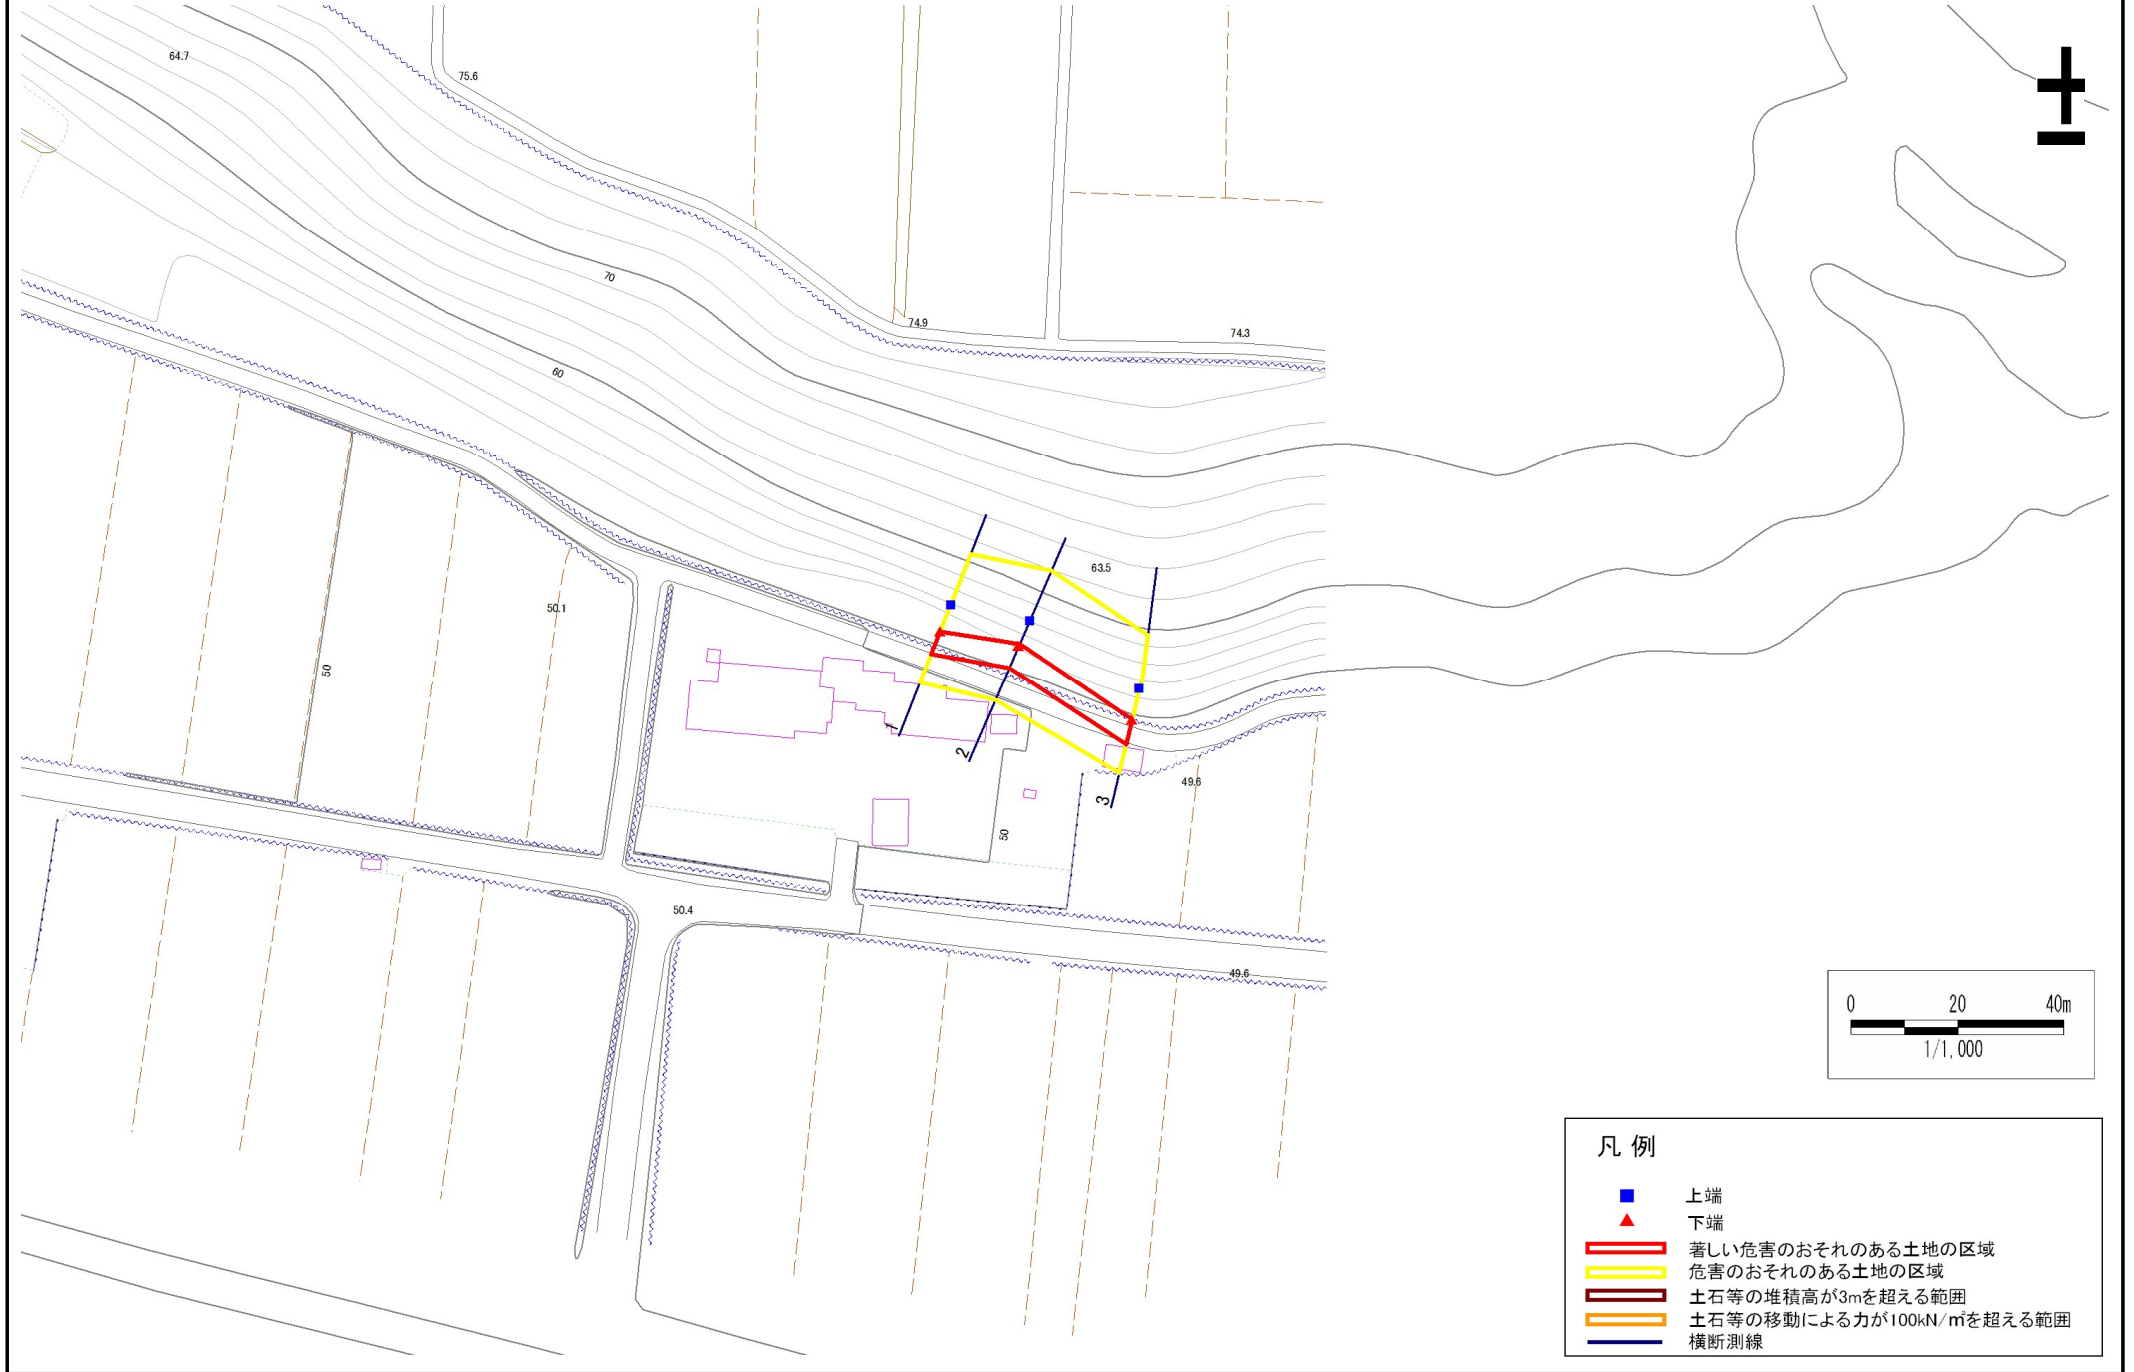 64.7
75.6
70
74.9
74.3
60
63.5
50.1
50
1
2
3
49.6
50
50.4
49.6
0 20 40m
1/1,000
凡 例
上端
下端
著しい危害のおそれのある土地の区域
危害のおそれのある土地の区域
土石等の堆積高が3mを超える範囲
土石等の移動による力が100kN/㎡を超える範囲
横断測線